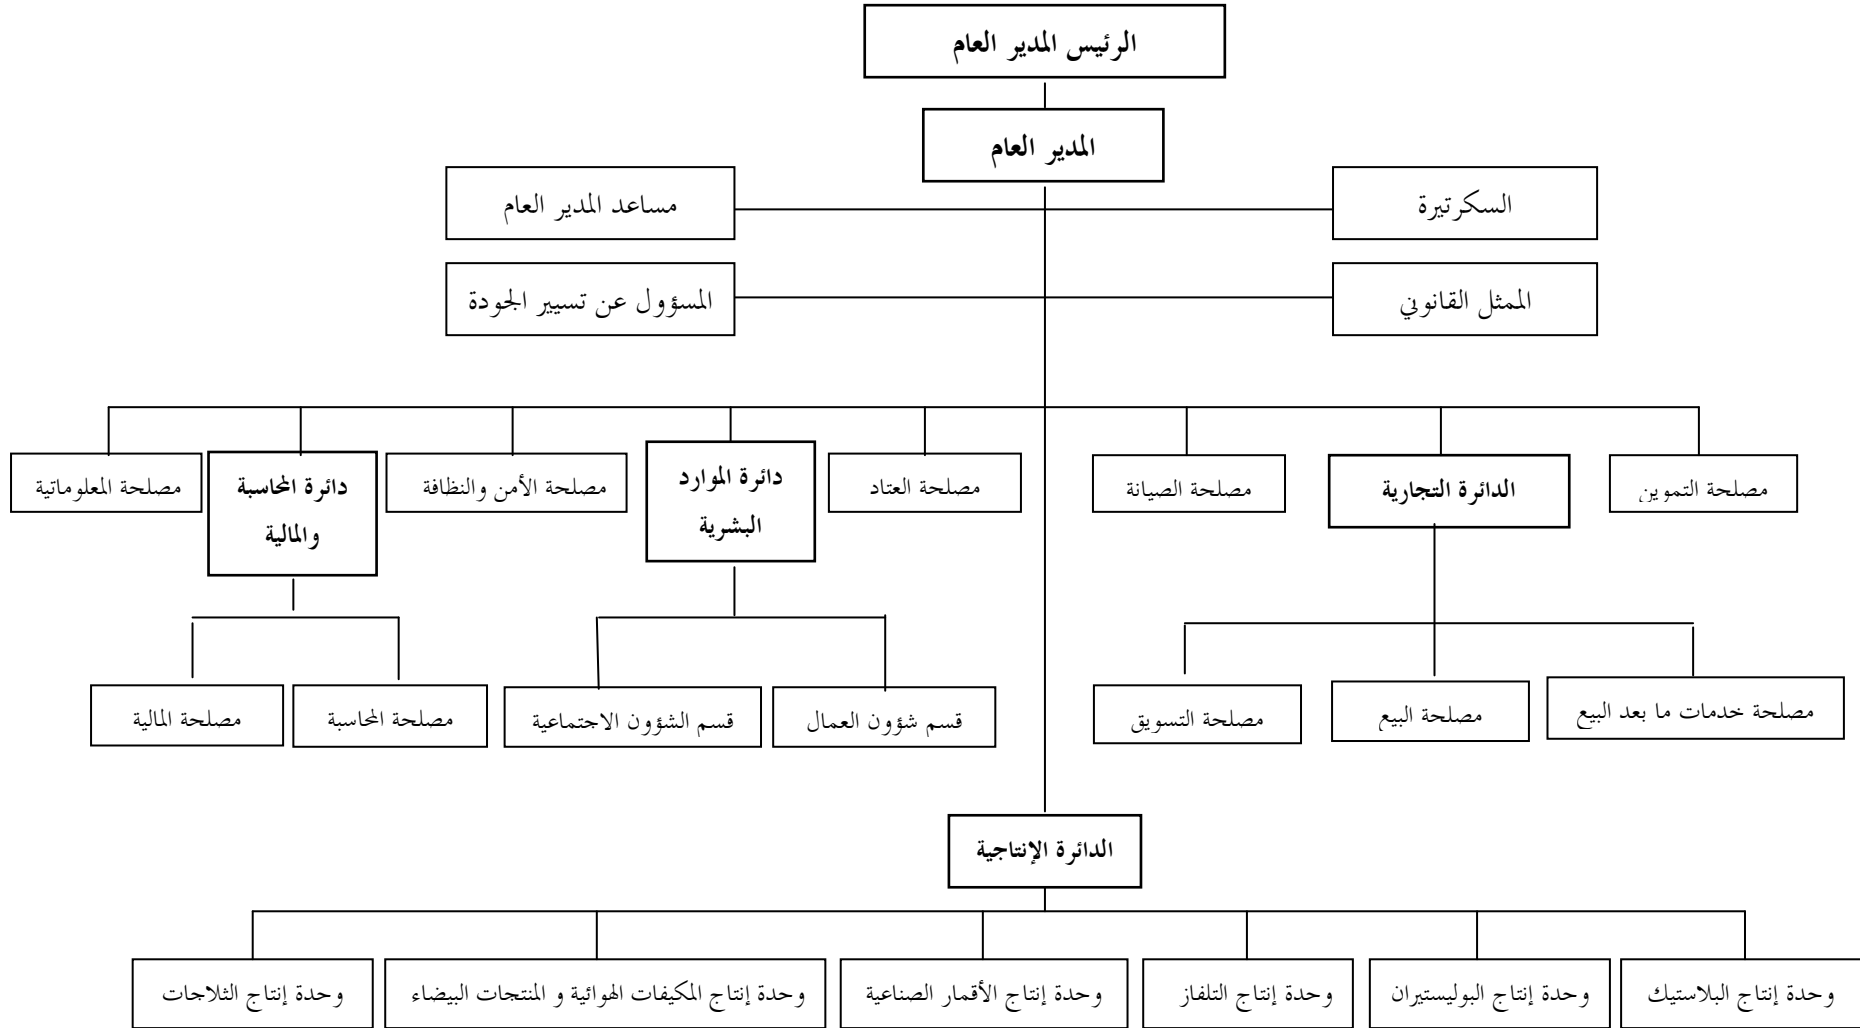 الرئيس المدير العام
المدير العام
السكرتيرة
مساعد المدير العام
الممثل القانوني
المسؤول عن تسيير الجودة
مصلحة التموين
الدائرة التجارية
مصلحة الصيانة
مصلحة العتاد
دائرة الموارد
البشرية
مصلحة الأمن والنظافة
دائرة المحاسبة
والمالية
مصلحة المعلوماتية
مصلحة خدمات ما بعد البيع
مصلحة البيع
مصلحة التسويق
قسم شؤون العمال
قسم الشؤون الاجتماعية
مصلحة المحاسبة
مصلحة المالية
الدائرة الإنتاجية
وحدة إنتاج البلاستيك
وحدة إنتاج البوليستيران
وحدة إنتاج التلفاز
وحدة إنتاج الأقمار الصناعية
وحدة إنتاج المكيفات الهوائية و المنتجات البيضاء
وحدة إنتاج الثلاجات